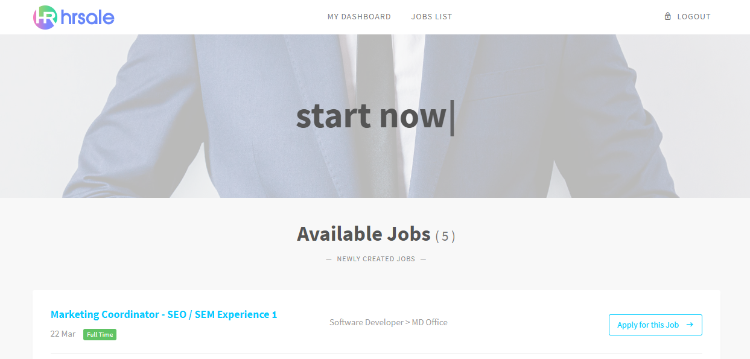 HR hrsale
MY DASHBOARD JOBS LIST LOGOUT
start now|
Available Jobs ( 5 )
— NEWLY CREATED JOBS —
Marketing Coordinator - SEO / SEM Experience 1
Software Developer > MD Office
Apply for this Job →
22 Mar Full Time